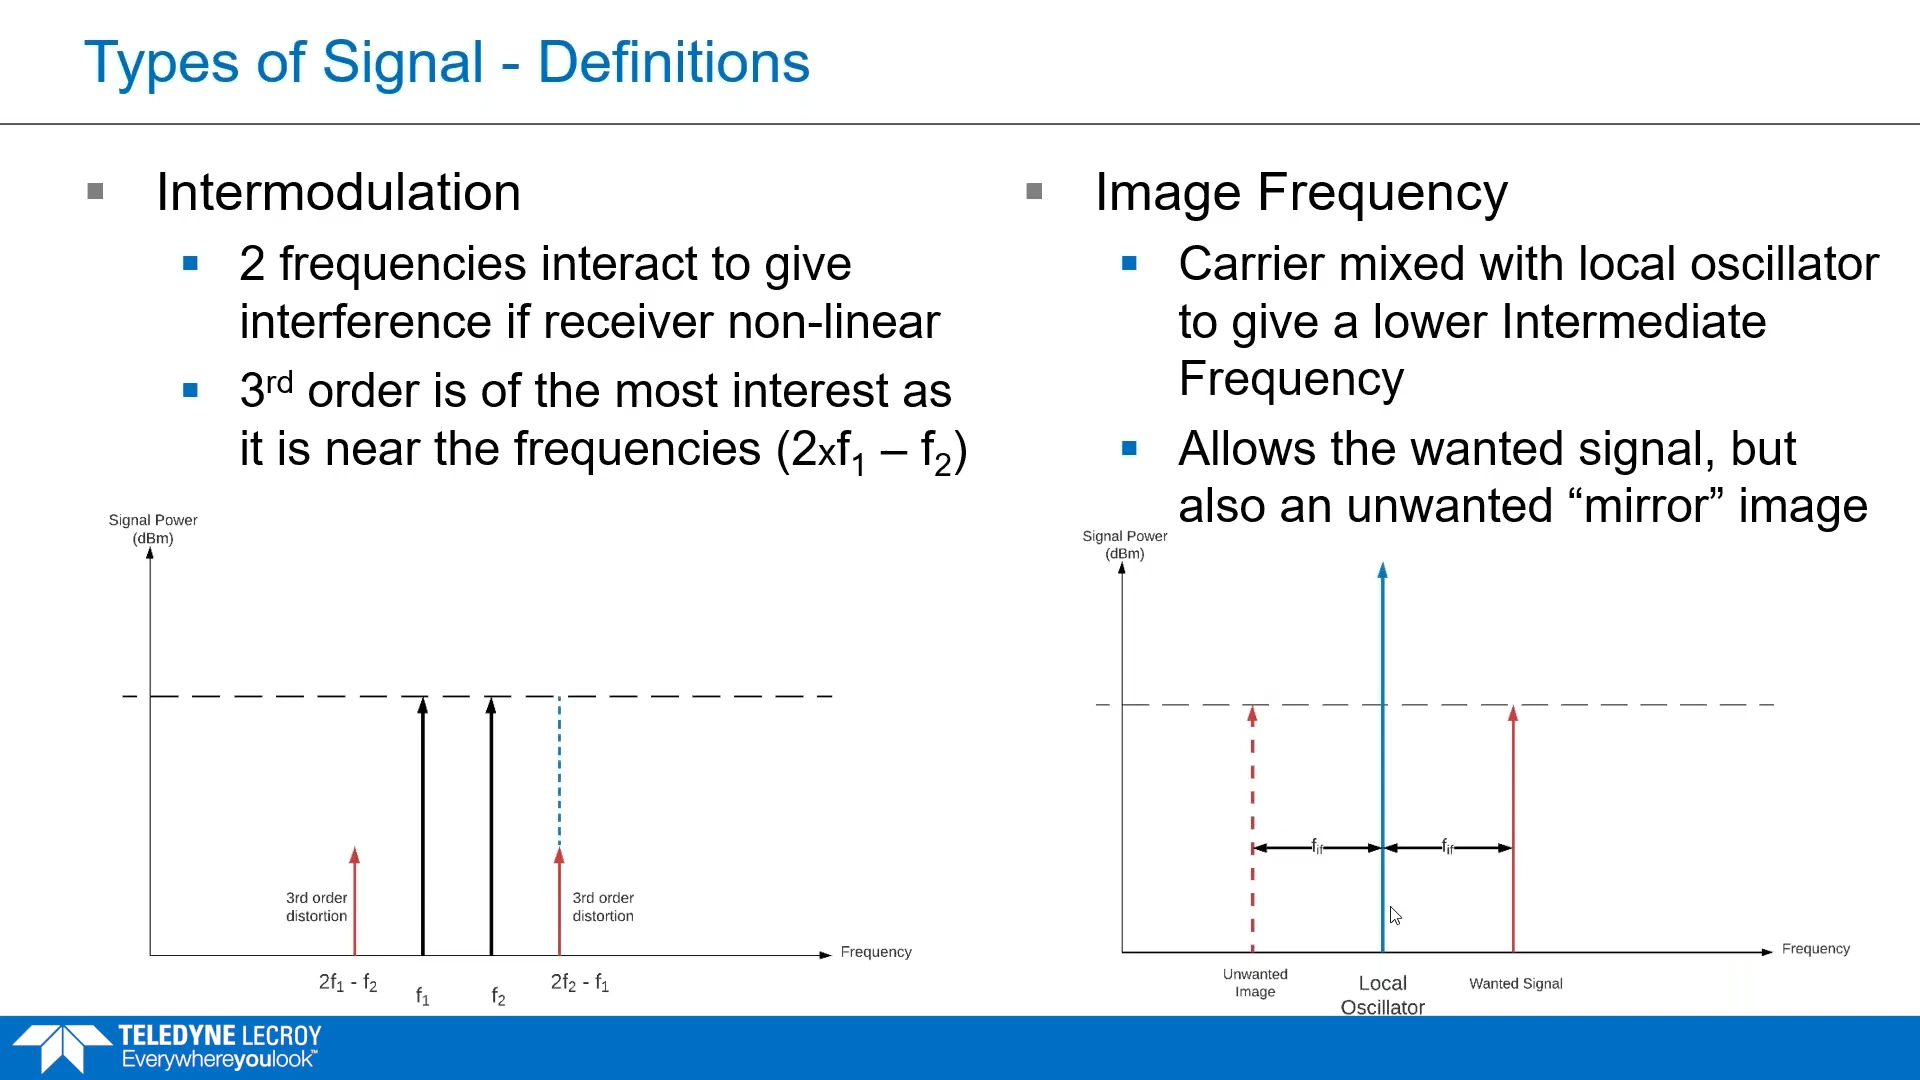 Types of Signal - Definitions
Intermodulation
2 frequencies interact to give
interference if receiver non-linear
3rd order is of the most interest as
it is near the frequencies (2xf1 – f2)
Signal Power
(dBm)
3rd order
distortion
3rd order
distortion
Frequency
2f1 - f2
f1
f2
2f2 - f1
Image Frequency
Carrier mixed with local oscillator
to give a lower Intermediate
Frequency
Allows the wanted signal, but
also an unwanted “mirror” image
Signal Power
(dBm)
fif
fif
Frequency
Unwanted
Image
Local
Oscillator
Wanted Signal
TELEDYNE LECROY
Everywhereyoulook™